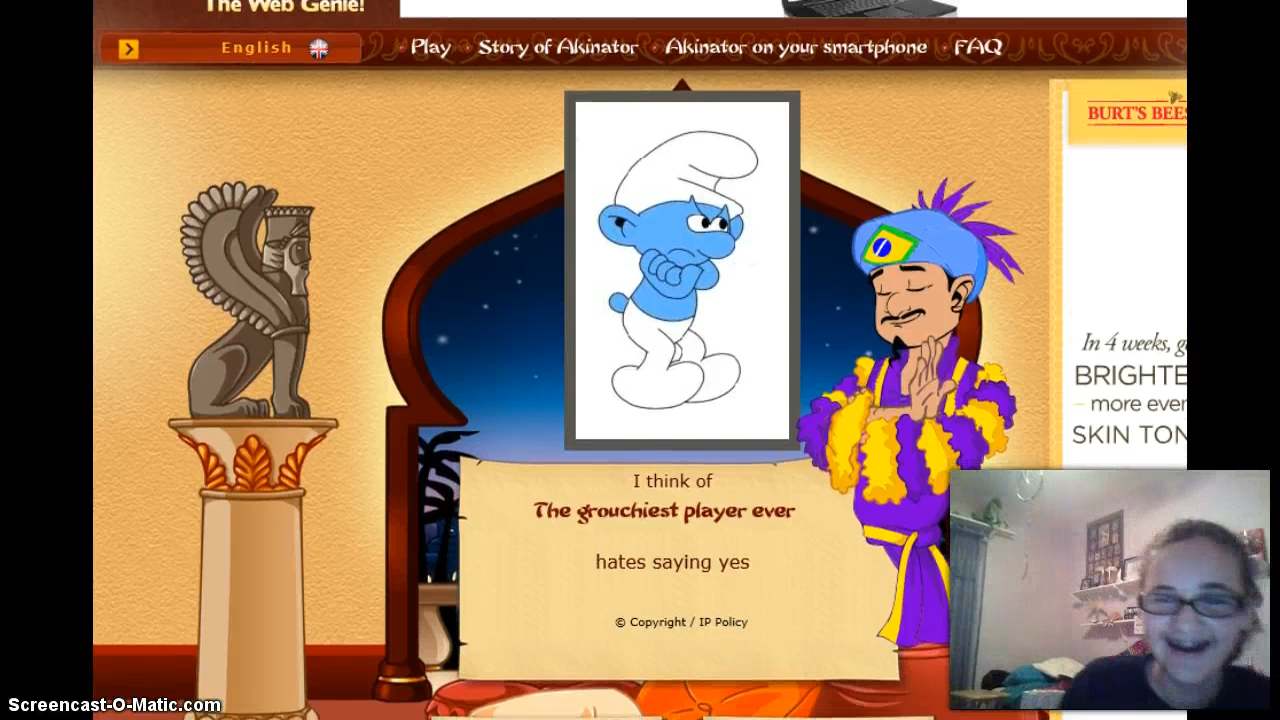 The Web Genie!
English
Play
Story of Akinator
Akinator on your smartphone
FAQ
BURT'S BEES
In 4 weeks, g
BRIGHTE
– more ever
SKIN TON
I think of
The grouchiest player ever
hates saying yes
© Copyright / IP Policy
Screencast-O-Matic.com